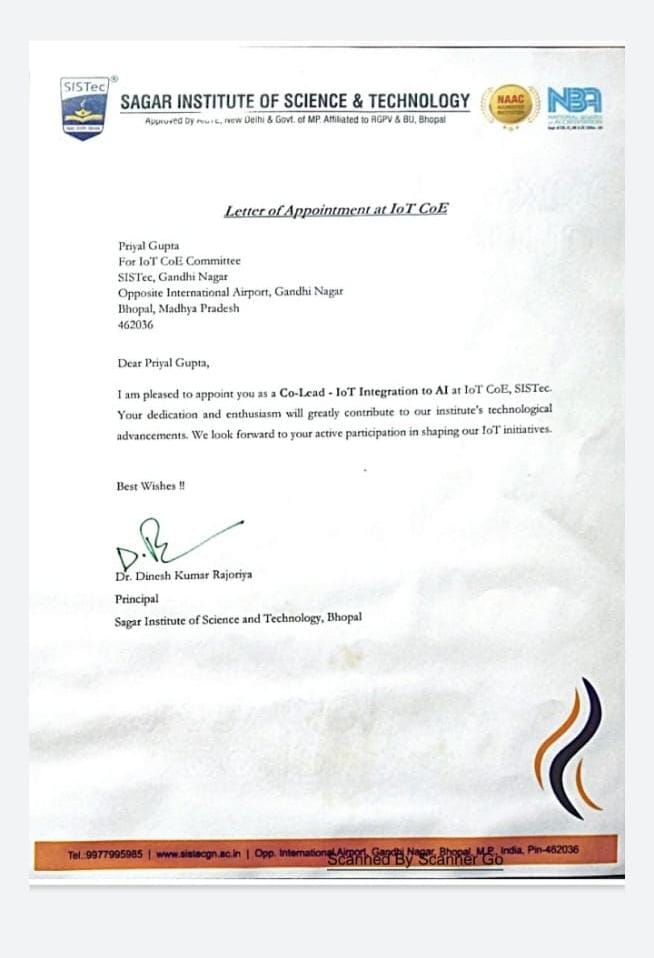 SISTec
SAGAR INSTITUTE OF SCIENCE & TECHNOLOGY
Approved by AICTE, New Delhi & Govt. of MP. Affiliated to RGPV & BU, Bhopal
NAAC
ACCREDITED
NBA
NATIONAL BOARD
of ACCREDITATION
Letter of Appointment at IoT CoE
Priyal Gupta
For IoT CoE Committee
SISTec, Gandhi Nagar
Opposite International Airport, Gandhi Nagar
Bhopal, Madhya Pradesh
462036
Dear Priyal Gupta,
I am pleased to appoint you as a Co-Lead - IoT Integration to AI at IoT CoE, SISTec.
Your dedication and enthusiasm will greatly contribute to our institute's technological
advancements. We look forward to your active participation in shaping our IoT initiatives.
Best Wishes !!
Dr. Dinesh Kumar Rajoriya
Principal
Sagar Institute of Science and Technology, Bhopal
Tel.:9977995985 | www.sistecgn.ac.in | Opp. International Airport, Gandhi Nagar, Bhopal, M.P., India, Pin-462036
Scanned By Scanner Go